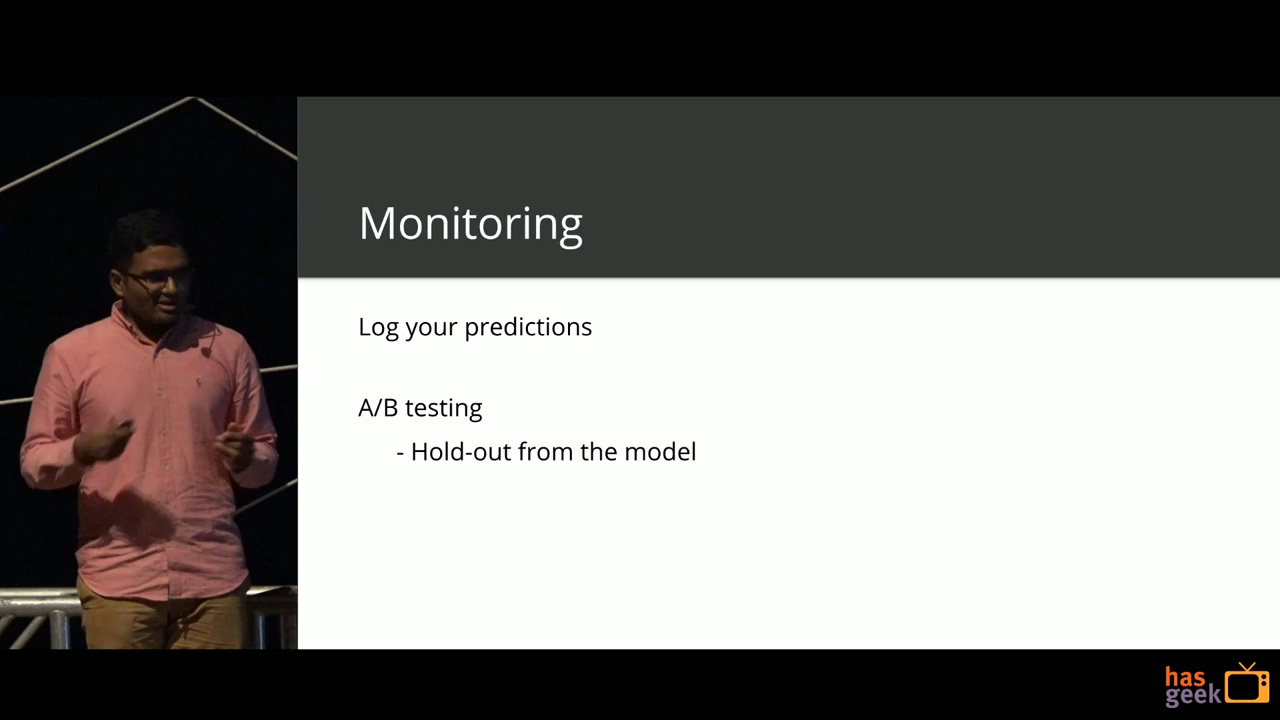 Monitoring
Log your predictions
A/B testing
- Hold-out from the model
has
geek